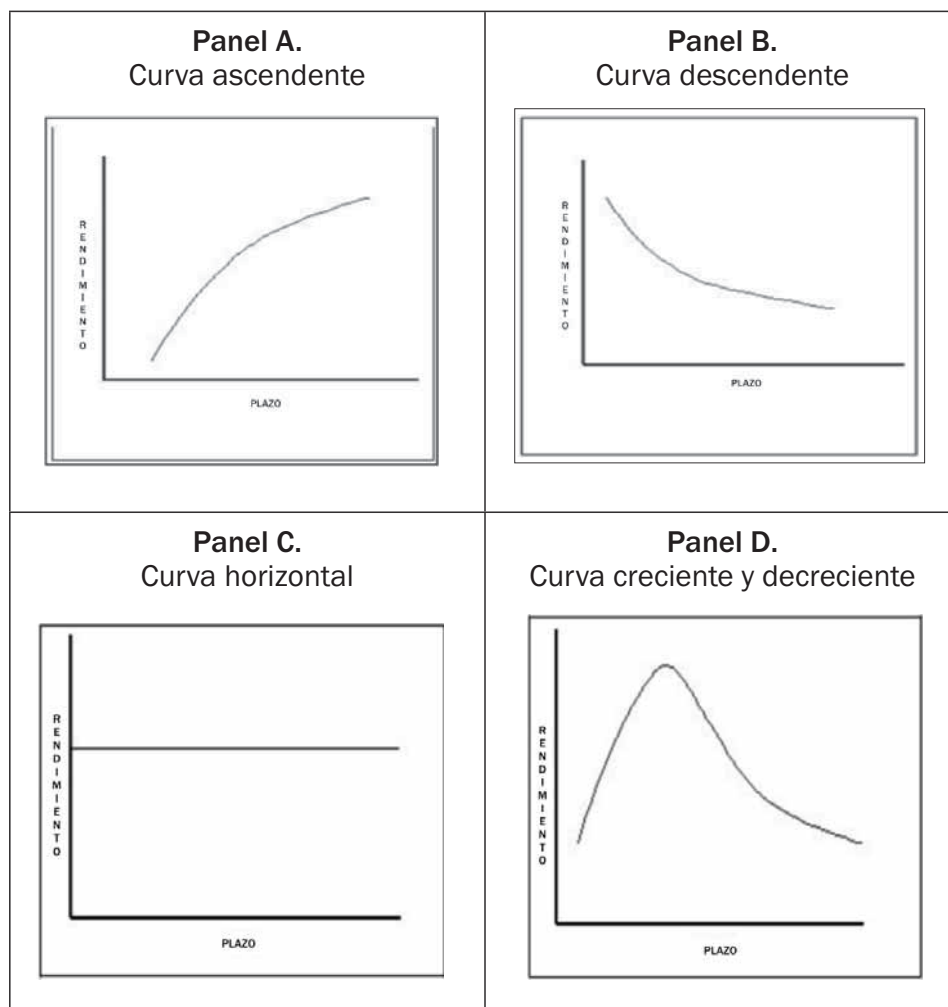 Panel A.
Curva ascendente
RENDIMIENTO
PLAZO
Panel B.
Curva descendente
RENDIMIENTO
PLAZO
Panel C.
Curva horizontal
RENDIMIENTO
PLAZO
Panel D.
Curva creciente y decreciente
RENDIMIENTO
PLAZO